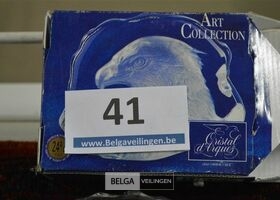 ART
COLLECTION
41
www.Belgaveilingen.be
Cristal
d'Arques
BELGA VEILINGEN